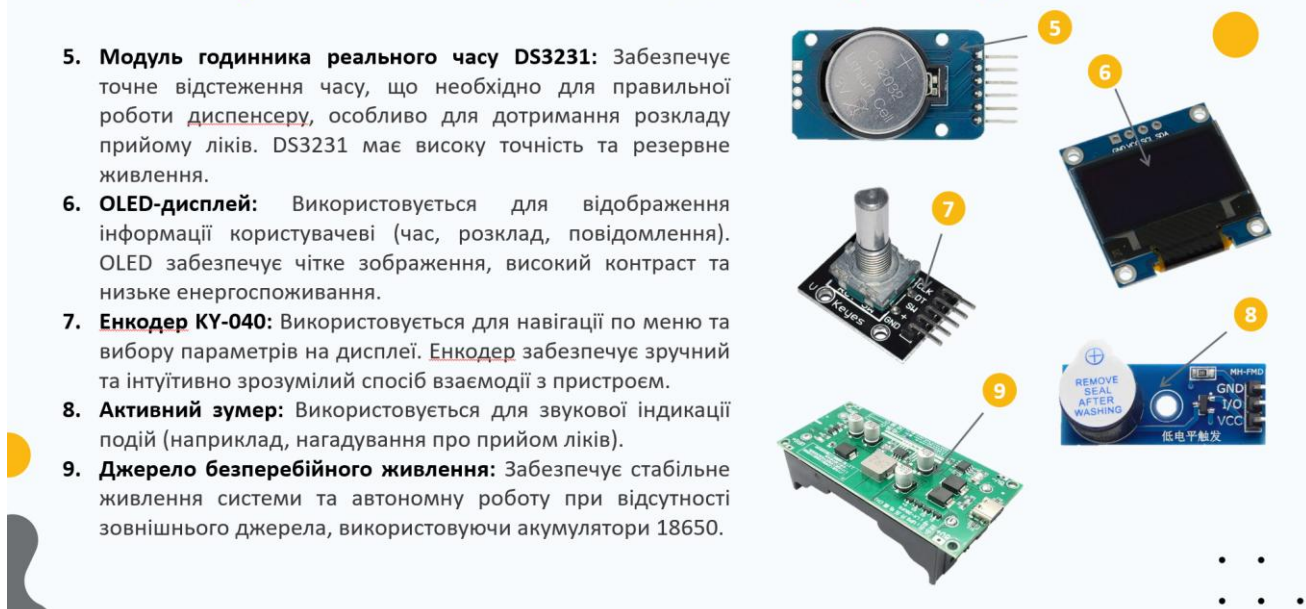 5. Модуль годинника реального часу DS3231: Забезпечує
точне відстеження часу, що необхідно для правильної
роботи диспенсеру, особливо для дотримання розкладу
прийому ліків. DS3231 має високу точність та резервне
живлення.
6. OLED-дисплей: Використовується для відображення
інформації користувачеві (час, розклад, повідомлення).
OLED забезпечує чітке зображення, високий контраст та
низьке енергоспоживання.
7. Енкодер KY-040: Використовується для навігації по меню та
вибору параметрів на дисплеї. Енкодер забезпечує зручний
та інтуїтивно зрозумілий спосіб взаємодії з пристроєм.
8. Активний зумер: Використовується для звукової індикації
подій (наприклад, нагадування про прийом ліків).
9. Джерело безперебійного живлення: Забезпечує стабільне
живлення системи та автономну роботу при відсутності
зовнішнього джерела, використовуючи акумулятори 18650.
5
CR2032
6
GND VCC SCL SDA
7
CLK
DT
SW
+
GND
Keyes
8
REMOVE
SEAL
AFTER
WASHING
MH-FMD
GND
I/O
VCC
低电平触发
9